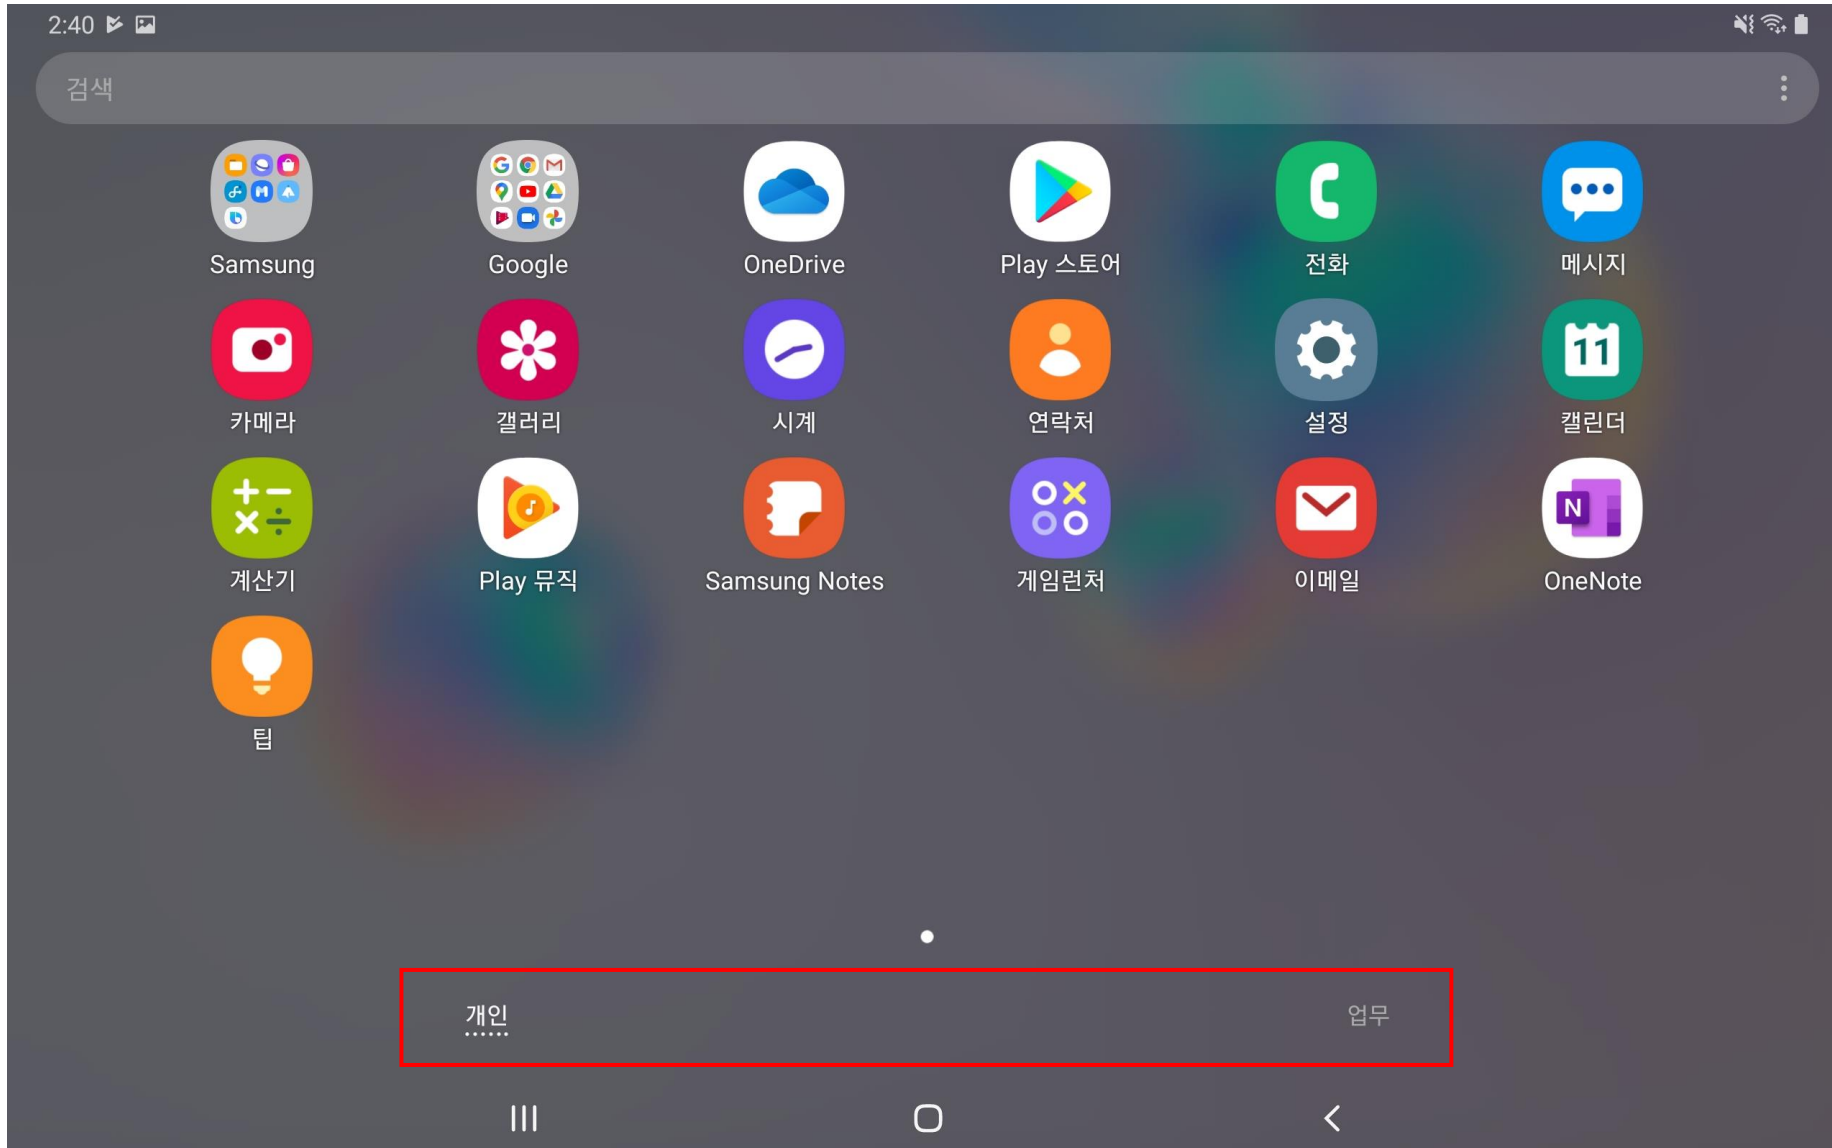 2:40
검색
Samsung
Google
OneDrive
Play 스토어
전화
메시지
카메라
갤러리
시계
연락처
설정
11
캘린더
계산기
Play 뮤직
Samsung Notes
게임런처
이메일
N
OneNote
팁
개인
업무